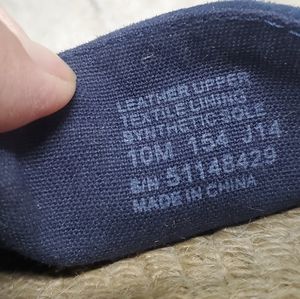 LEATHER UPPER
TEXTILE LINING
SYNTHETIC SOLE
10M 154 J14
S/N 51148429
MADE IN CHINA